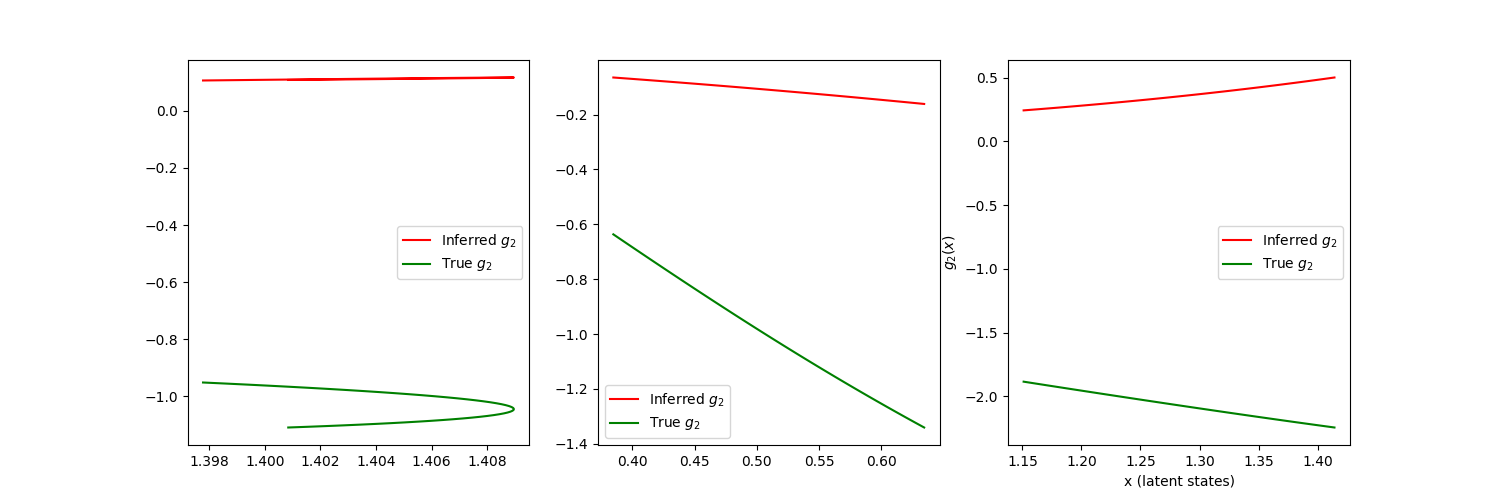 0.0
−0.2
−0.4
−0.6
−0.8
−1.0
1.398 1.400 1.402 1.404 1.406 1.408
Inferred g₂
True g₂
−0.2
−0.4
−0.6
−0.8
−1.0
−1.2
−1.4
0.40 0.45 0.50 0.55 0.60
Inferred g₂
True g₂
g₂(x)
0.5
0.0
−0.5
−1.0
−1.5
−2.0
1.15 1.20 1.25 1.30 1.35 1.40
x (latent states)
Inferred g₂
True g₂